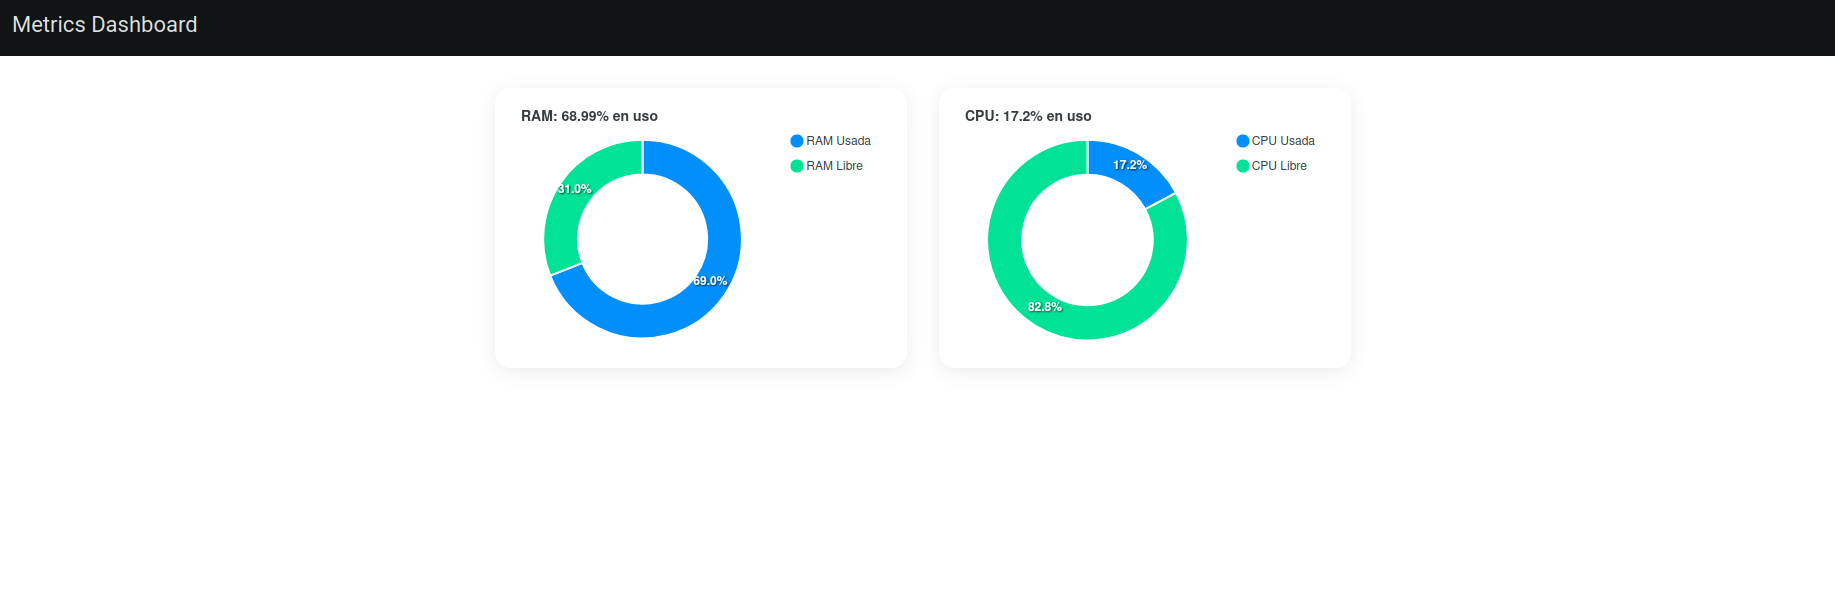 Metrics Dashboard
RAM: 68.99% en uso
RAM Usada
RAM Libre
31.0%
69.0%
CPU: 17.2% en uso
CPU Usada
CPU Libre
17.2%
82.8%